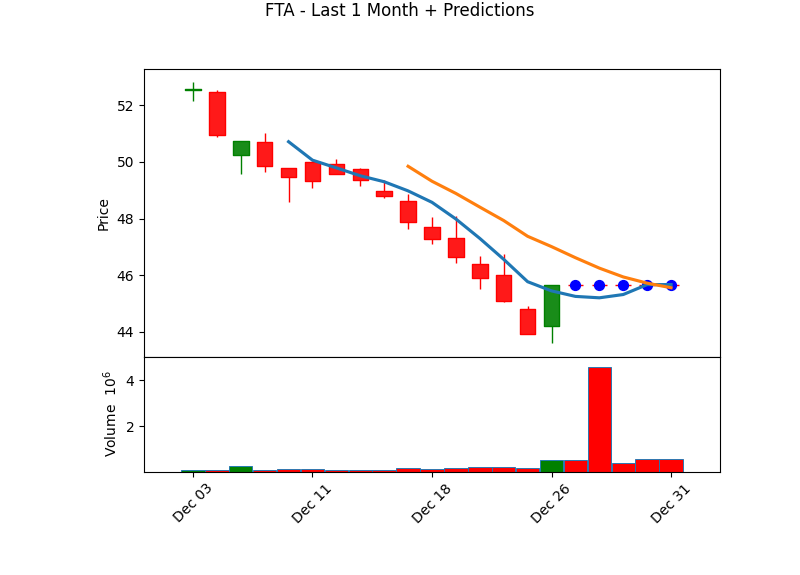 FTA - Last 1 Month + Predictions
Price
52
50
48
46
44
Volume 10^6
4
2
Dec 03
Dec 11
Dec 18
Dec 26
Dec 31